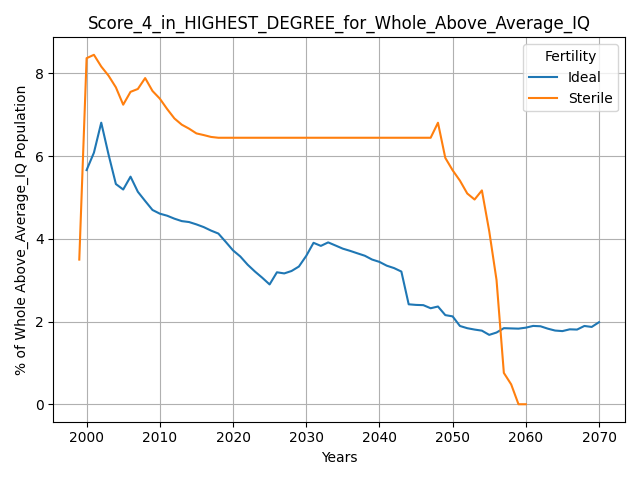 Score_4_in_HIGHEST_DEGREE_for_Whole_Above_Average_IQ
% of Whole Above_Average_IQ Population
8
6
4
2
0
Fertility
Ideal
Sterile
2000 2010 2020 2030 2040 2050 2060 2070
Years